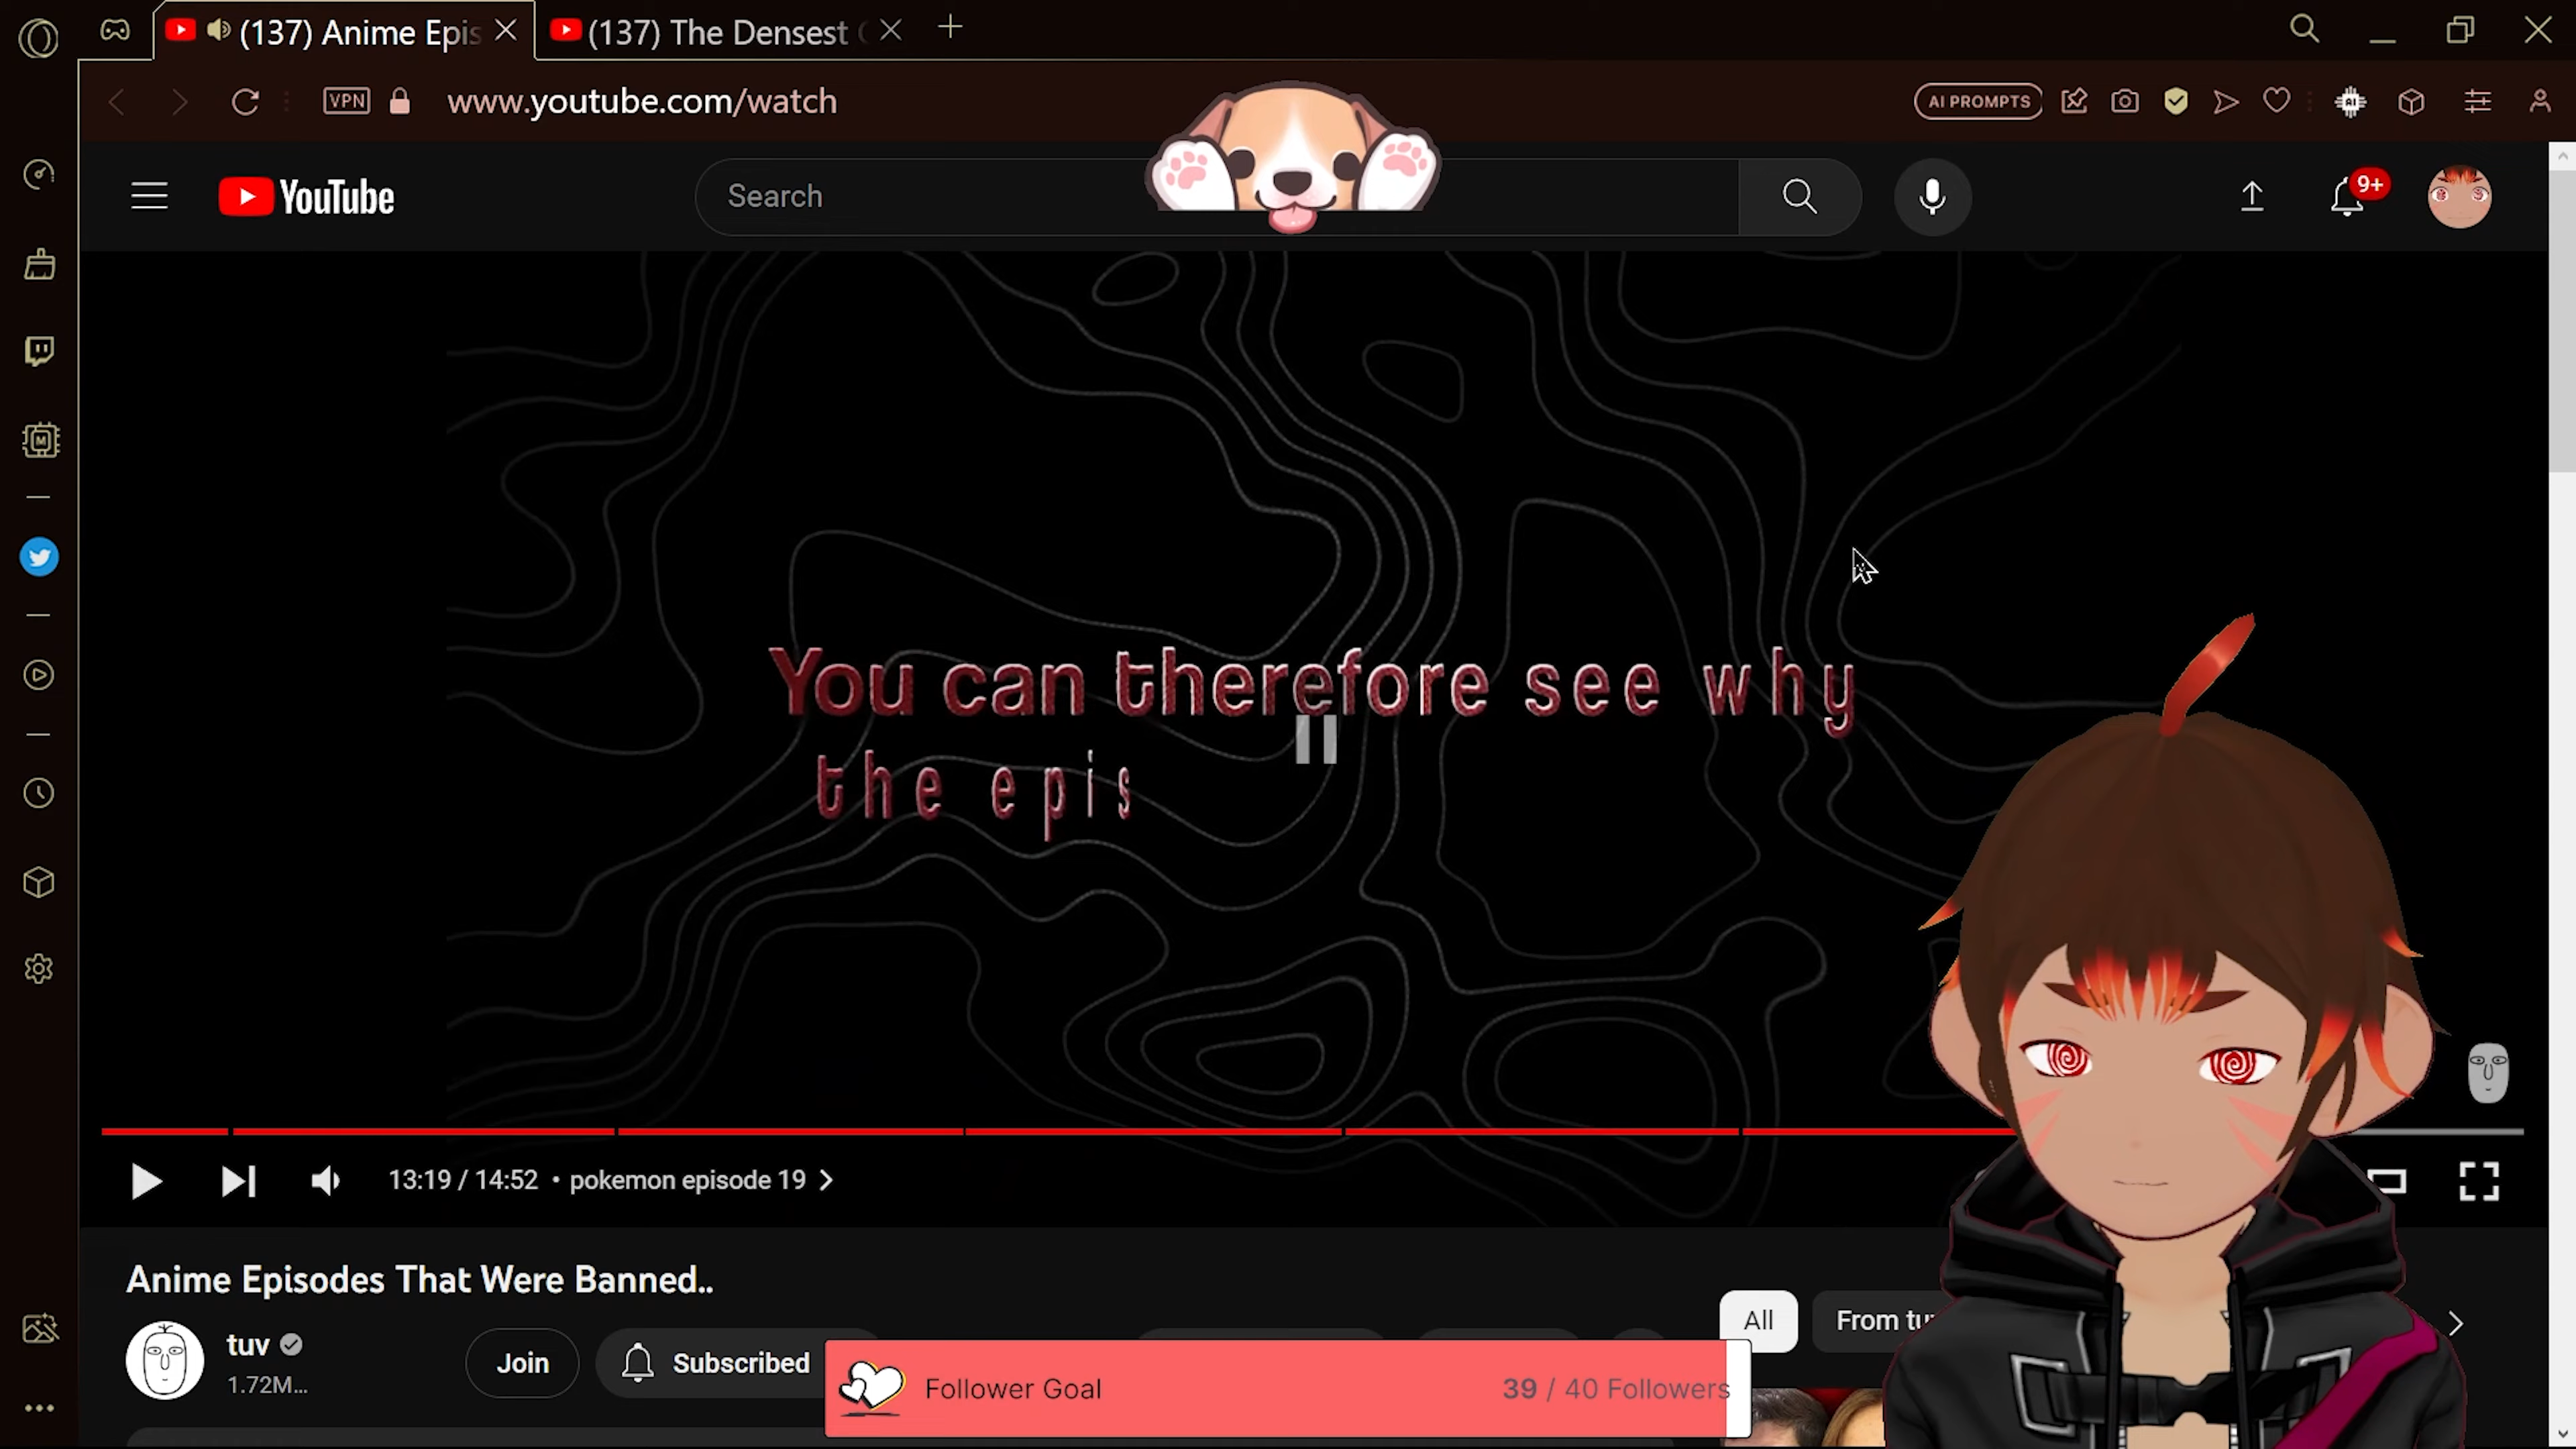 (137) Anime Epis
(137) The Densest
VPN
www.youtube.com/watch
AI PROMPTS
YouTube
Search
9+
You can therefore see why
the epis
13:19 / 14:52 • pokemon episode 19
Anime Episodes That Were Banned..
tuv
1.72M...
Join
Subscribed
All
From tu
Follower Goal
39 / 40 Followers